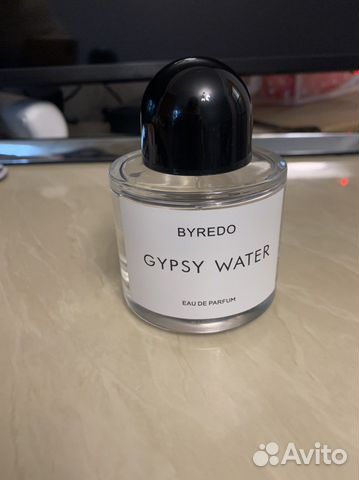 BYREDO
GYPSY WATER
EAU DE PARFUM
Avito